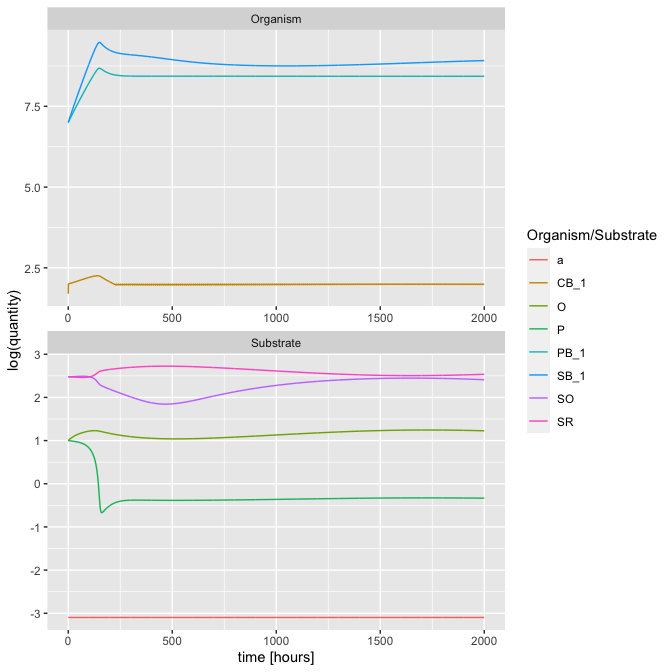 Organism
7.5
5.0
2.5
0 500 1000 1500 2000
log(quantity)
Substrate
3
2
1
0
-1
-2
-3
0 500 1000 1500 2000
time [hours]
Organism/Substrate
a
CB_1
O
P
PB_1
SB_1
SO
SR